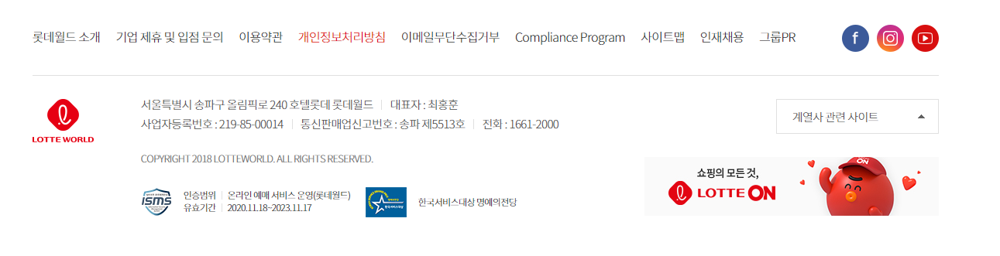 롯데월드 소개 기업 제휴 및 입점 문의 이용약관 개인정보처리방침 이메일무단수집거부 Compliance Program 사이트맵 인재채용 그룹PR
f
LOTTE WORLD
서울특별시 송파구 올림픽로 240 호텔롯데 롯데월드 | 대표자 : 최홍훈
사업자등록번호 : 219-85-00014 | 통신판매업신고번호 : 송파 제5513호 | 전화 : 1661-2000
계열사 관련 사이트
COPYRIGHT 2018 LOTTEWORLD. ALL RIGHTS RESERVED.
ISMS
인증범위 | 온라인 예매 서비스 운영(롯데월드)
유효기간 | 2020.11.18~2023.11.17
한국서비스대상
한국서비스대상 명예의전당
쇼핑의 모든 것,
LOTTE ON
ON